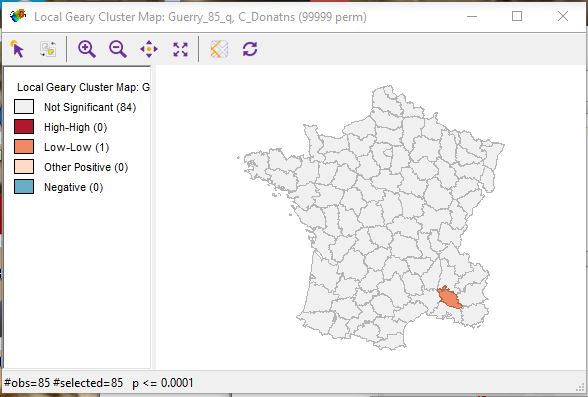 Local Geary Cluster Map: Guerry_85_q, C_Donatns (99999 perm)
Local Geary Cluster Map: G
Not Significant (84)
High-High (0)
Low-Low (1)
Other Positive (0)
Negative (0)
#obs=85 #selected=85 p <= 0.0001